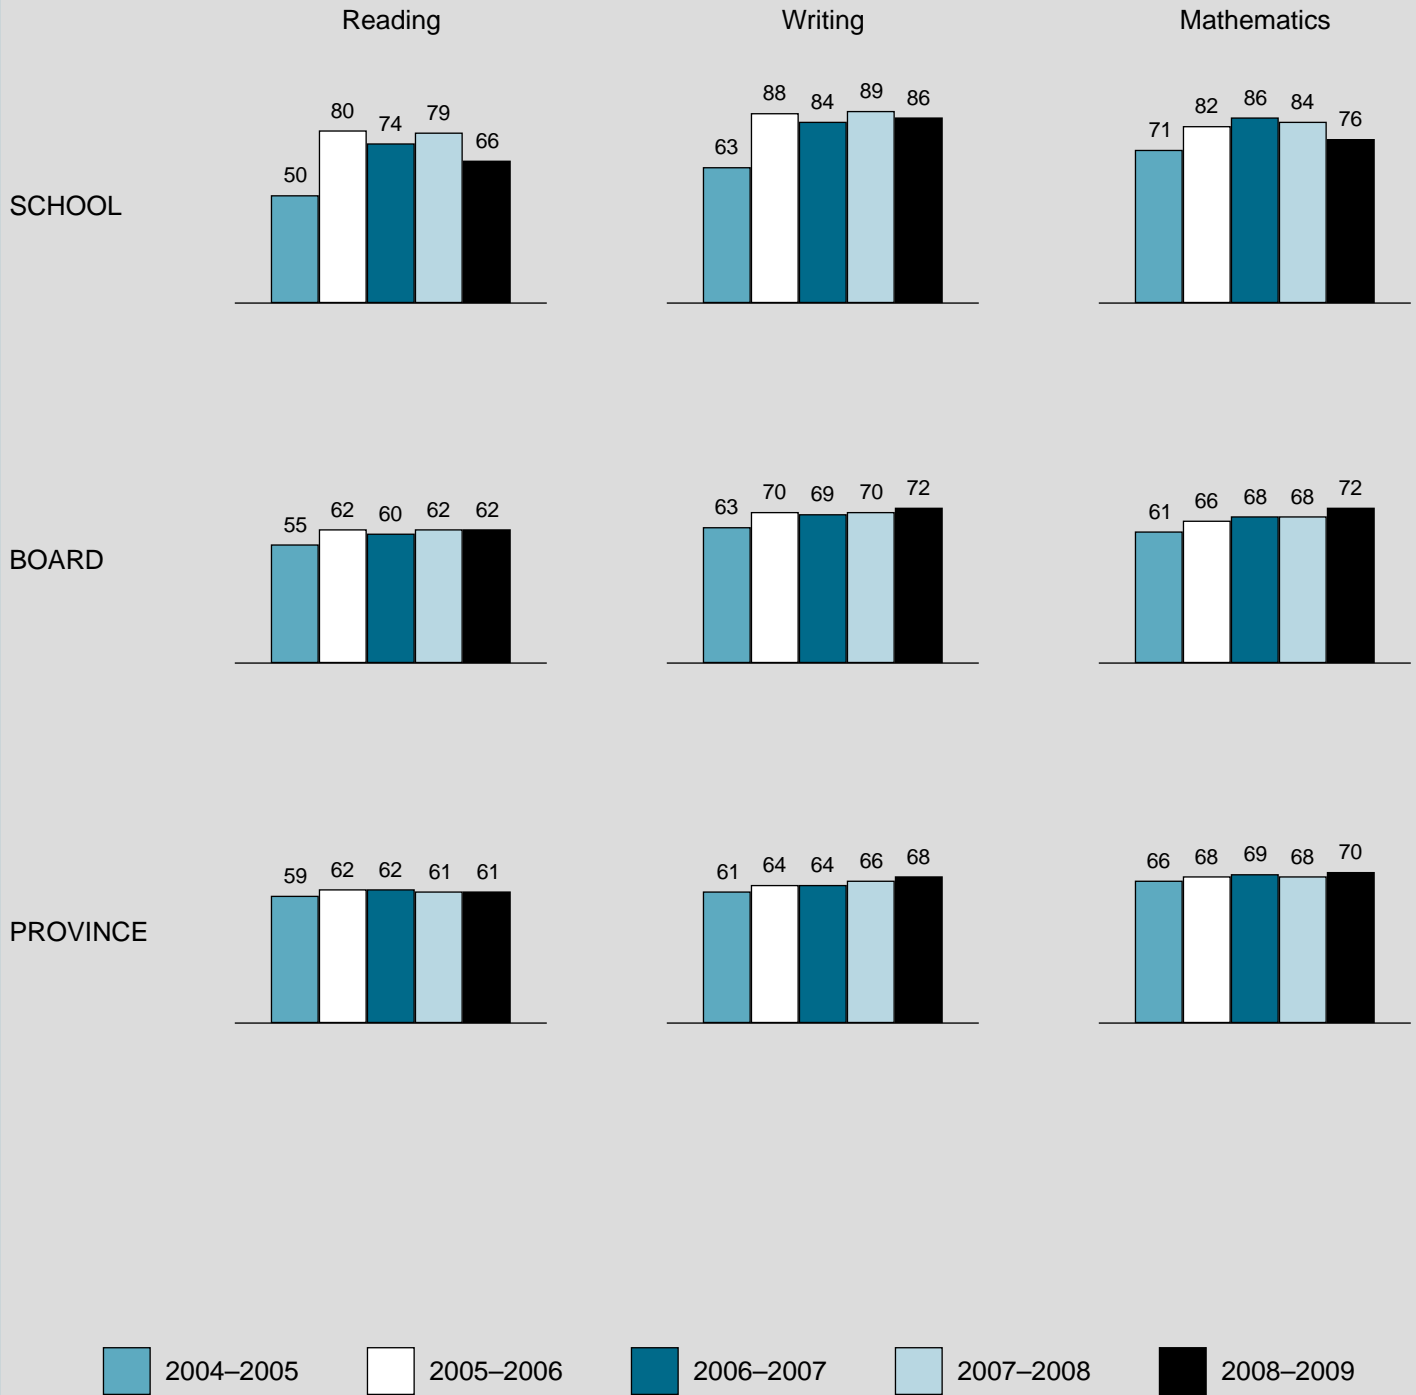 Reading Writing Mathematics
SCHOOL
50 80 74 79 66
63 88 84 89 86
71 82 86 84 76
BOARD
55 62 60 62 62
63 70 69 70 72
61 66 68 68 72
PROVINCE
59 62 62 61 61
61 64 64 66 68
66 68 69 68 70
2004–2005 2005–2006 2006–2007 2007–2008 2008–2009